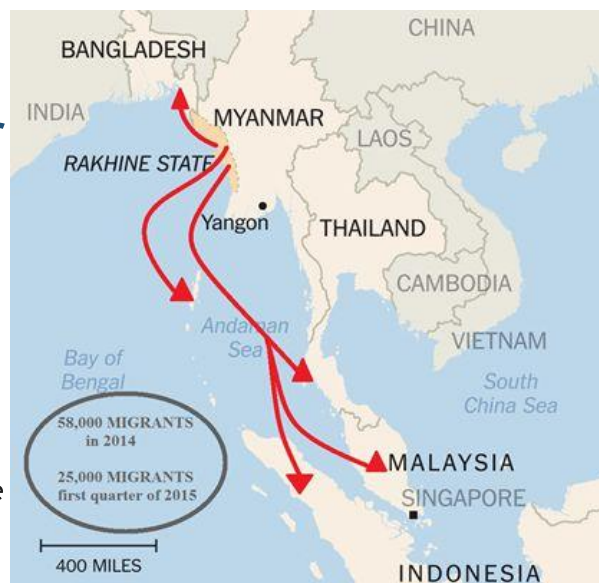 CHINA
BANGLADESH
INDIA
MYANMAR
LAOS
RAKHINE STATE
Yangon
THAILAND
CAMBODIA
VIETNAM
Andaman
Sea
Bay of
Bengal
South
China Sea
58,000 MIGRANTS
in 2014
25,000 MIGRANTS
first quarter of 2015
MALAYSIA
SINGAPORE
400 MILES
INDONESIA